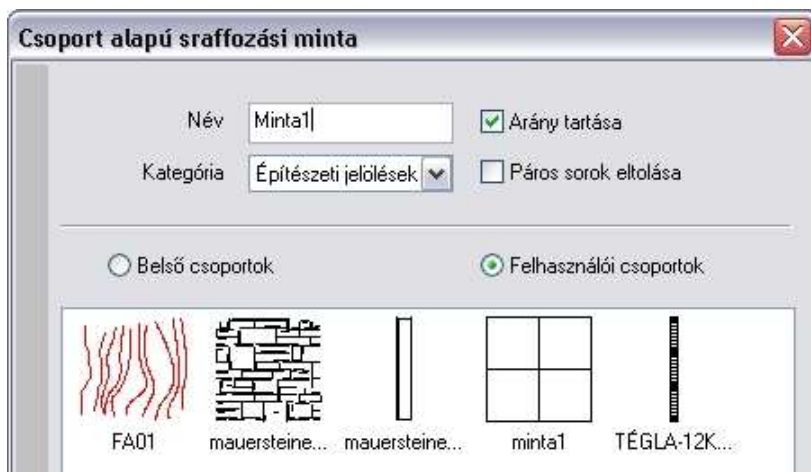 Csoport alapú sraffozási minta
Név Minta1 Arány tartása
Kategória Építészeti jelölések Páros sorok eltolása
Belső csoportok Felhasználói csoportok
FA01 mauersteine... mauersteine... minta1 TÉGLA-12K...